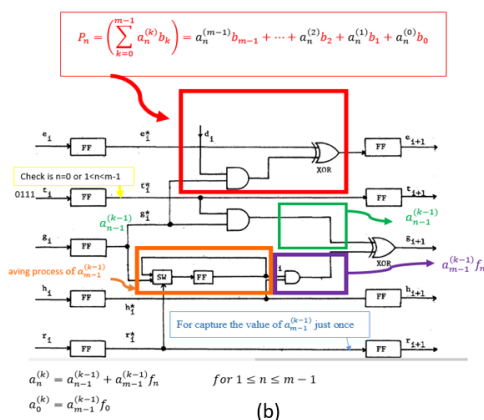 P_n = ( \sum_{k=0}^{m-1} a_n^{(k)} b_k ) = a_n^{(m-1)} b_{m-1} + ⋯ + a_n^{(2)} b_2 + a_n^{(1)} b_1 + a_n^{(0)} b_0
e_i FF e_i^* d_i XOR FF e_{i+1}
Check is n=0 or 1<n<m-1
0111 t_i FF t_i^* FF t_{i+1}
a_{n-1}^{(k-1)} g_i^* a_{n-1}^{(k-1)}
g_i FF XOR FF g_{i+1}
aving process of a_{m-1}^{(k-1)} SW FF i a_{m-1}^{(k-1)} f_n
h_i FF h_i^* FF h_{i+1}
For capture the value of a_{m-1}^{(k-1)} just once
r_i FF r_i^* FF r_{i+1}
a_n^{(k)} = a_{n-1}^{(k-1)} + a_{m-1}^{(k-1)} f_n for 1 ≤ n ≤ m − 1
a_0^{(k)} = a_{m-1}^{(k-1)} f_0
(b)